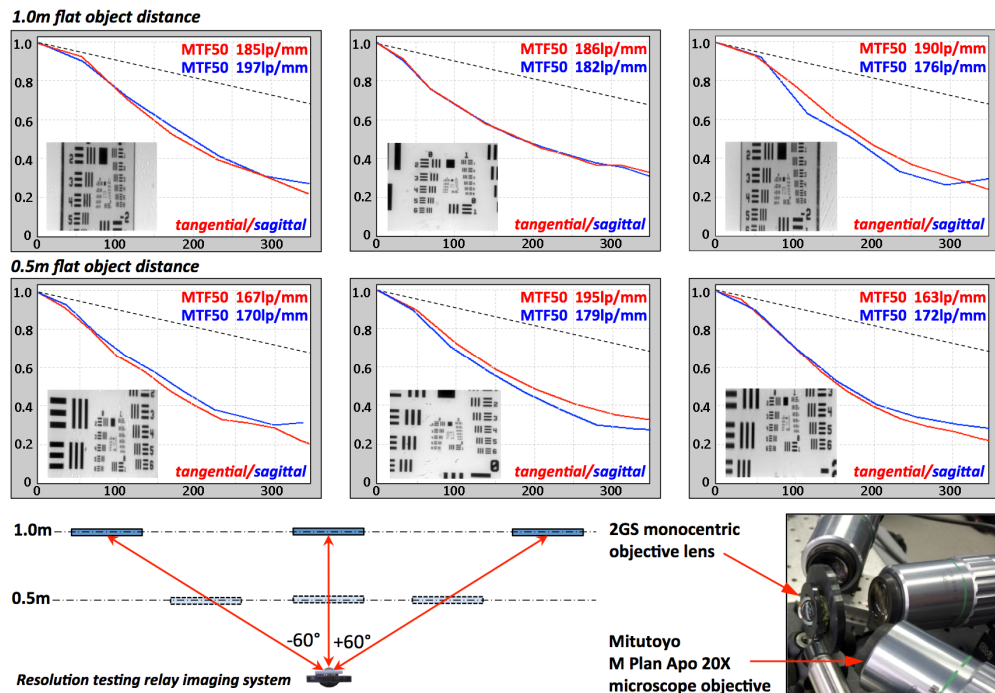 1.0m flat object distance
MTF50 185lp/mm
MTF50 197lp/mm
1.0
0.8
0.6
0.4
0.2
0
0 100 200 300
tangential/sagittal
MTF50 186lp/mm
MTF50 182lp/mm
1.0
0.8
0.6
0.4
0.2
0
0 100 200 300
tangential/sagittal
MTF50 190lp/mm
MTF50 176lp/mm
1.0
0.8
0.6
0.4
0.2
0
0 100 200 300
tangential/sagittal
0.5m flat object distance
MTF50 167lp/mm
MTF50 170lp/mm
1.0
0.8
0.6
0.4
0.2
0
0 100 200 300
tangential/sagittal
MTF50 195lp/mm
MTF50 179lp/mm
1.0
0.8
0.6
0.4
0.2
0
0 100 200 300
tangential/sagittal
MTF50 163lp/mm
MTF50 172lp/mm
1.0
0.8
0.6
0.4
0.2
0
0 100 200 300
tangential/sagittal
1.0m
0.5m
-60° +60°
Resolution testing relay imaging system
2GS monocentric
objective lens
Mitutoyo
M Plan Apo 20X
microscope objective